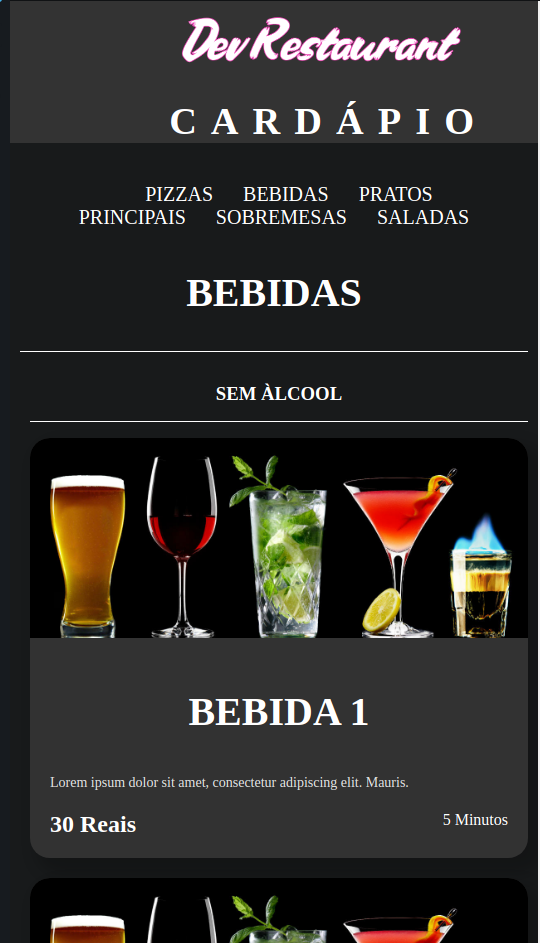 Dev Restaurant
CARDÁPIO
PIZZAS BEBIDAS PRATOS
PRINCIPAIS SOBREMESAS SALADAS
BEBIDAS
SEM ÀLCOOL
BEBIDA 1
Lorem ipsum dolor sit amet, consectetur adipiscing elit. Mauris.
30 Reais 5 Minutos